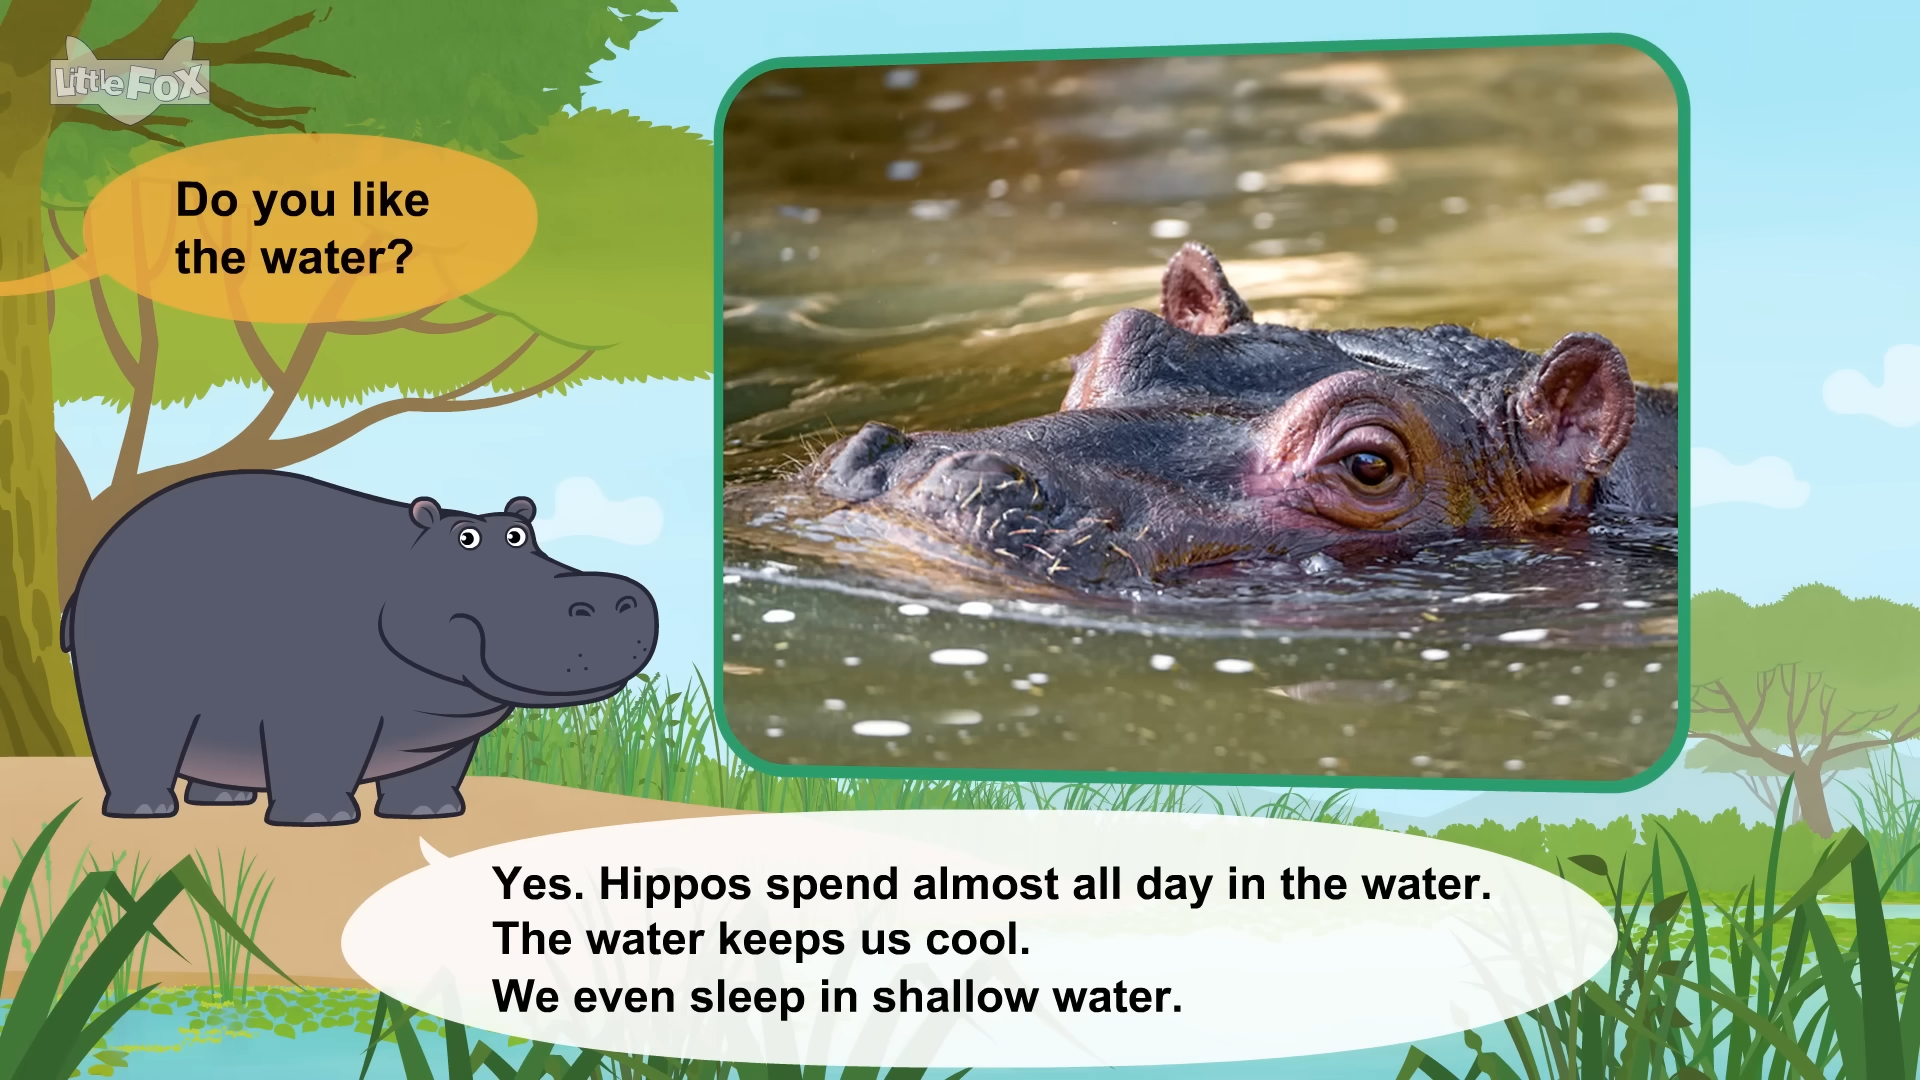 Little Fox
Do you like
the water?
Yes. Hippos spend almost all day in the water.
The water keeps us cool.
We even sleep in shallow water.